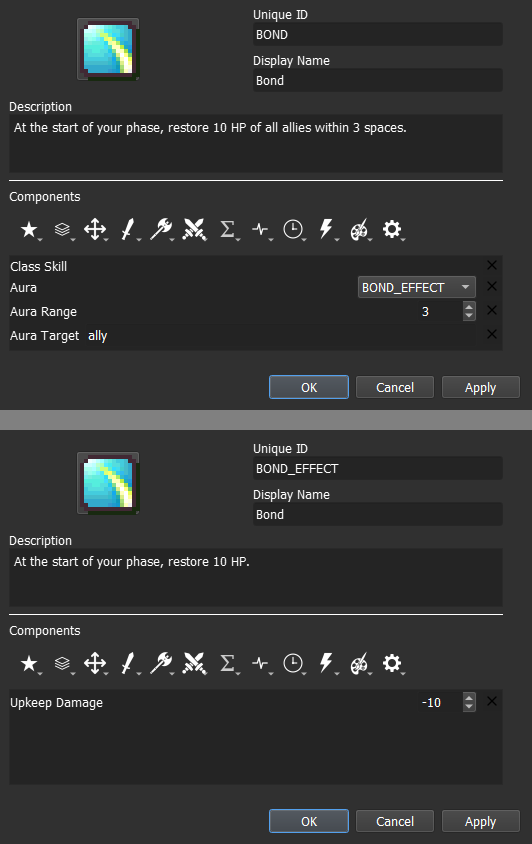 Unique ID
BOND
Display Name
Bond
Description
At the start of your phase, restore 10 HP of all allies within 3 spaces.
Components
Class Skill
Aura BOND_EFFECT
Aura Range 3
Aura Target ally
OK Cancel Apply
Unique ID
BOND_EFFECT
Display Name
Bond
Description
At the start of your phase, restore 10 HP.
Components
Upkeep Damage -10
OK Cancel Apply